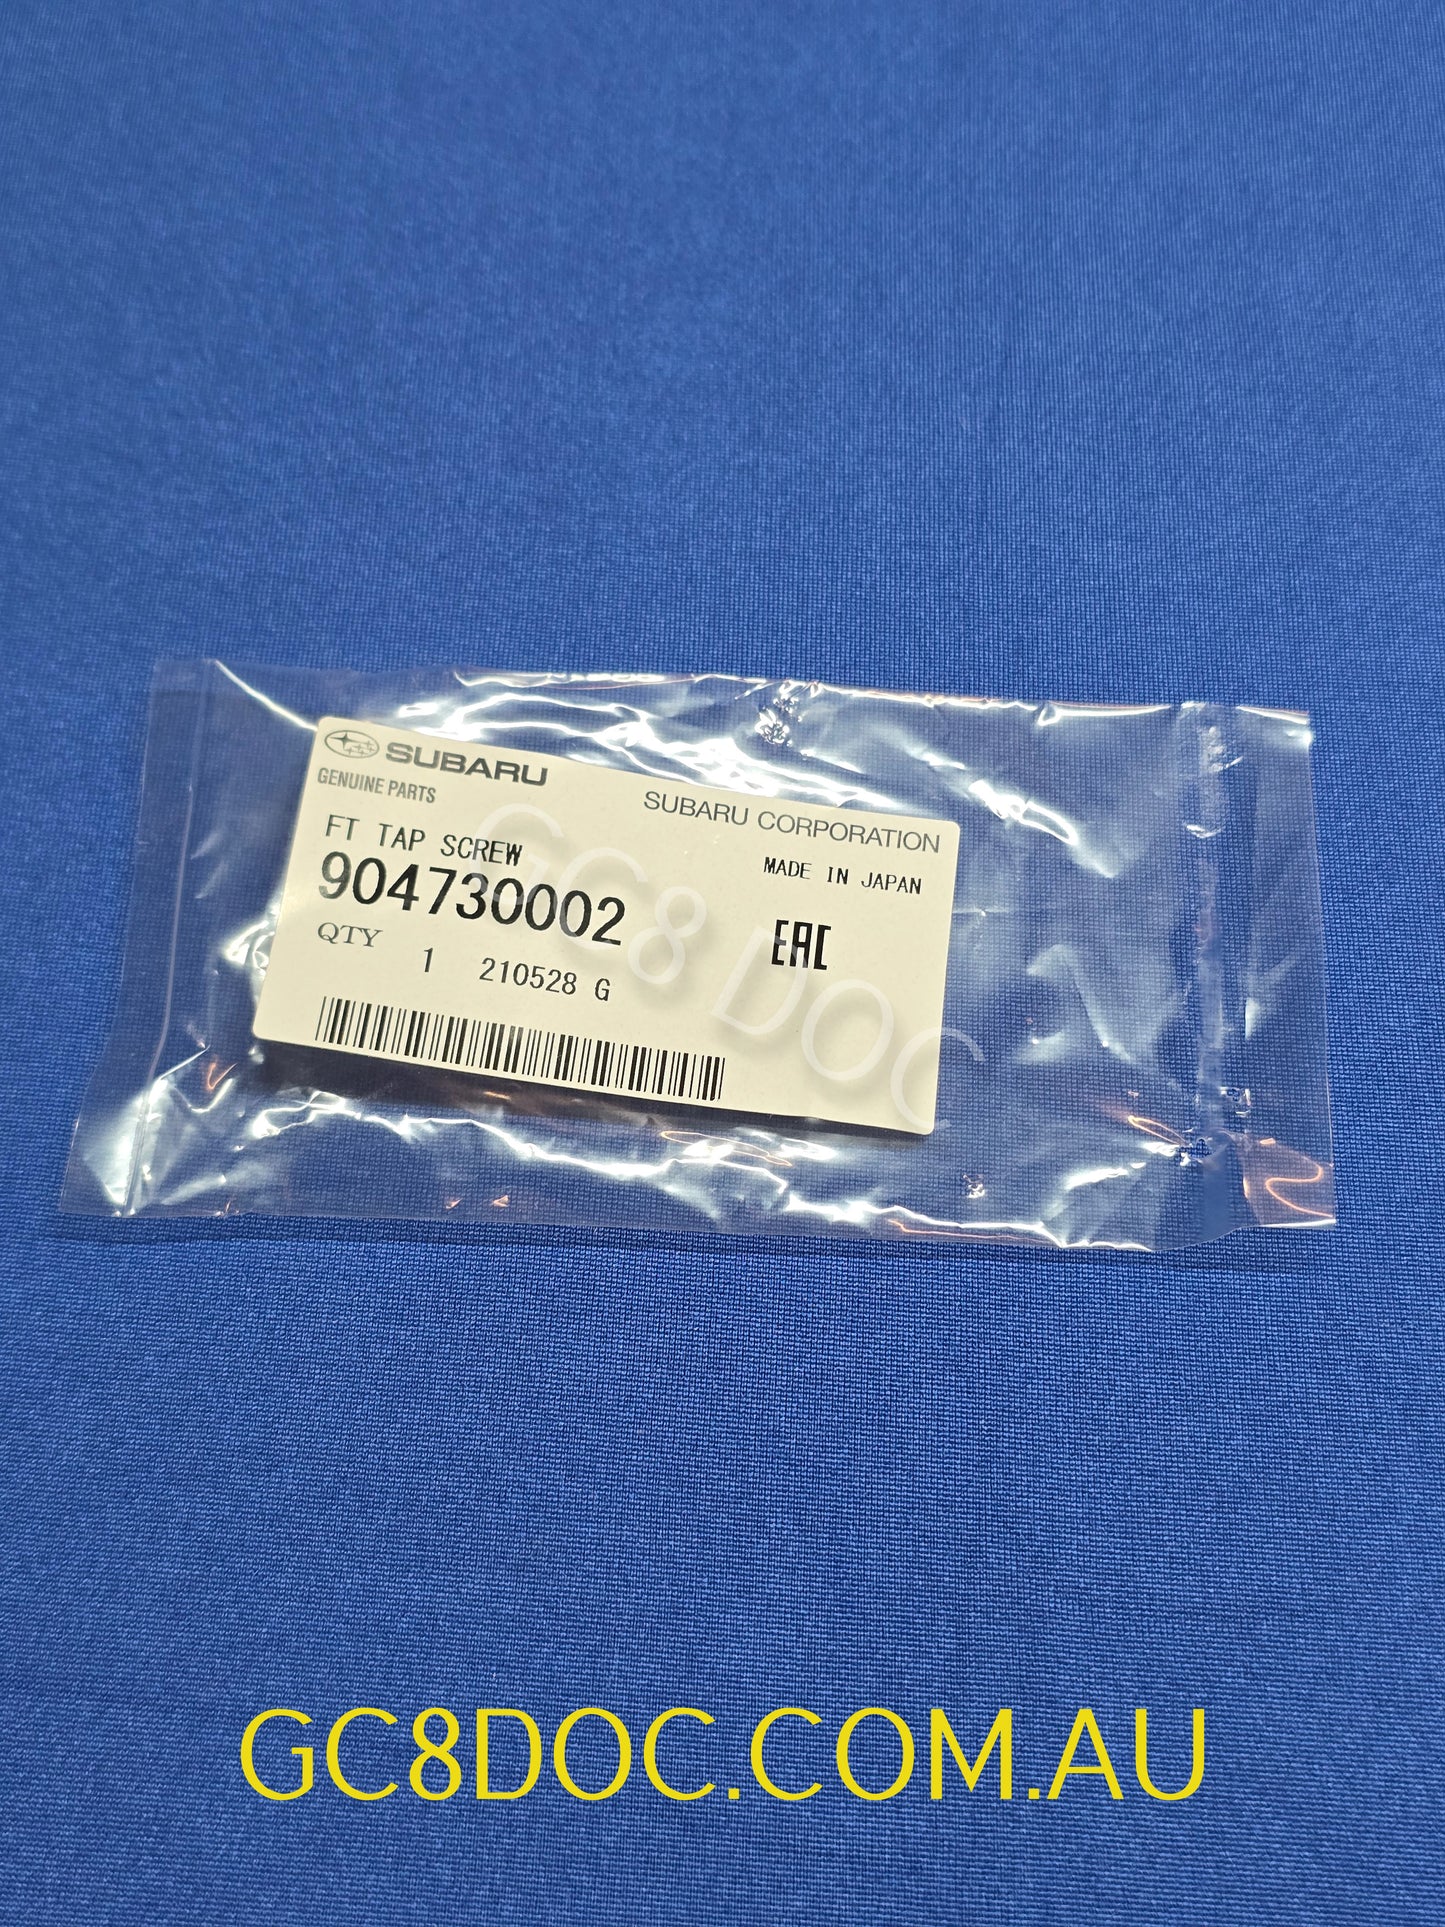 SUBARU
GENUINE PARTS
SUBARU CORPORATION
FT TAP SCREW
MADE IN JAPAN
904730002
EAC
QTY 1 210528 G
GC8 DOC
GC8DOC.COM.AU